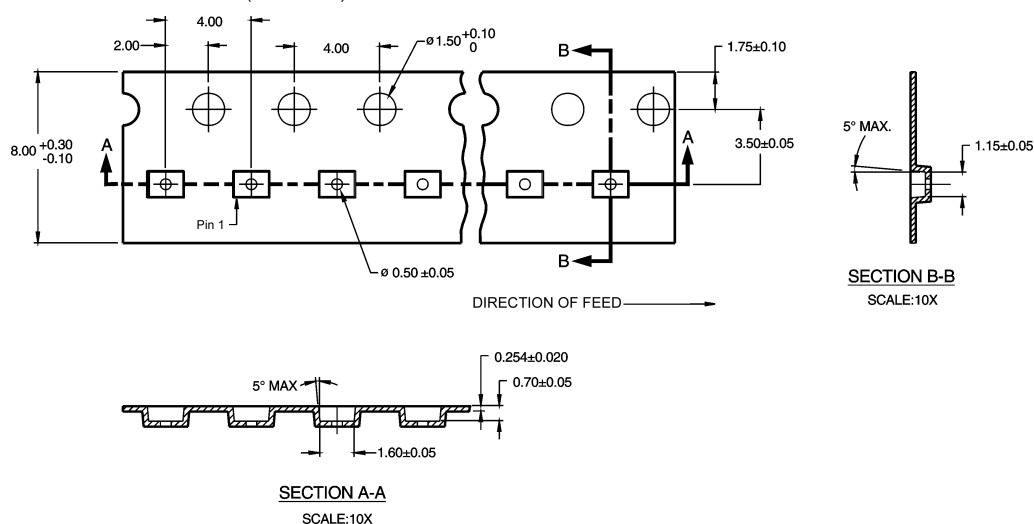 4.00
2.00
4.00
ø1.50 +0.10
0
B
1.75±0.10
8.00 +0.30
-0.10
A
A
3.50±0.05
5° MAX.
1.15±0.05
Pin 1
B
ø 0.50 ±0.05
SECTION B-B
SCALE:10X
DIRECTION OF FEED
0.254±0.020
5° MAX
0.70±0.05
1.60±0.05
SECTION A-A
SCALE:10X